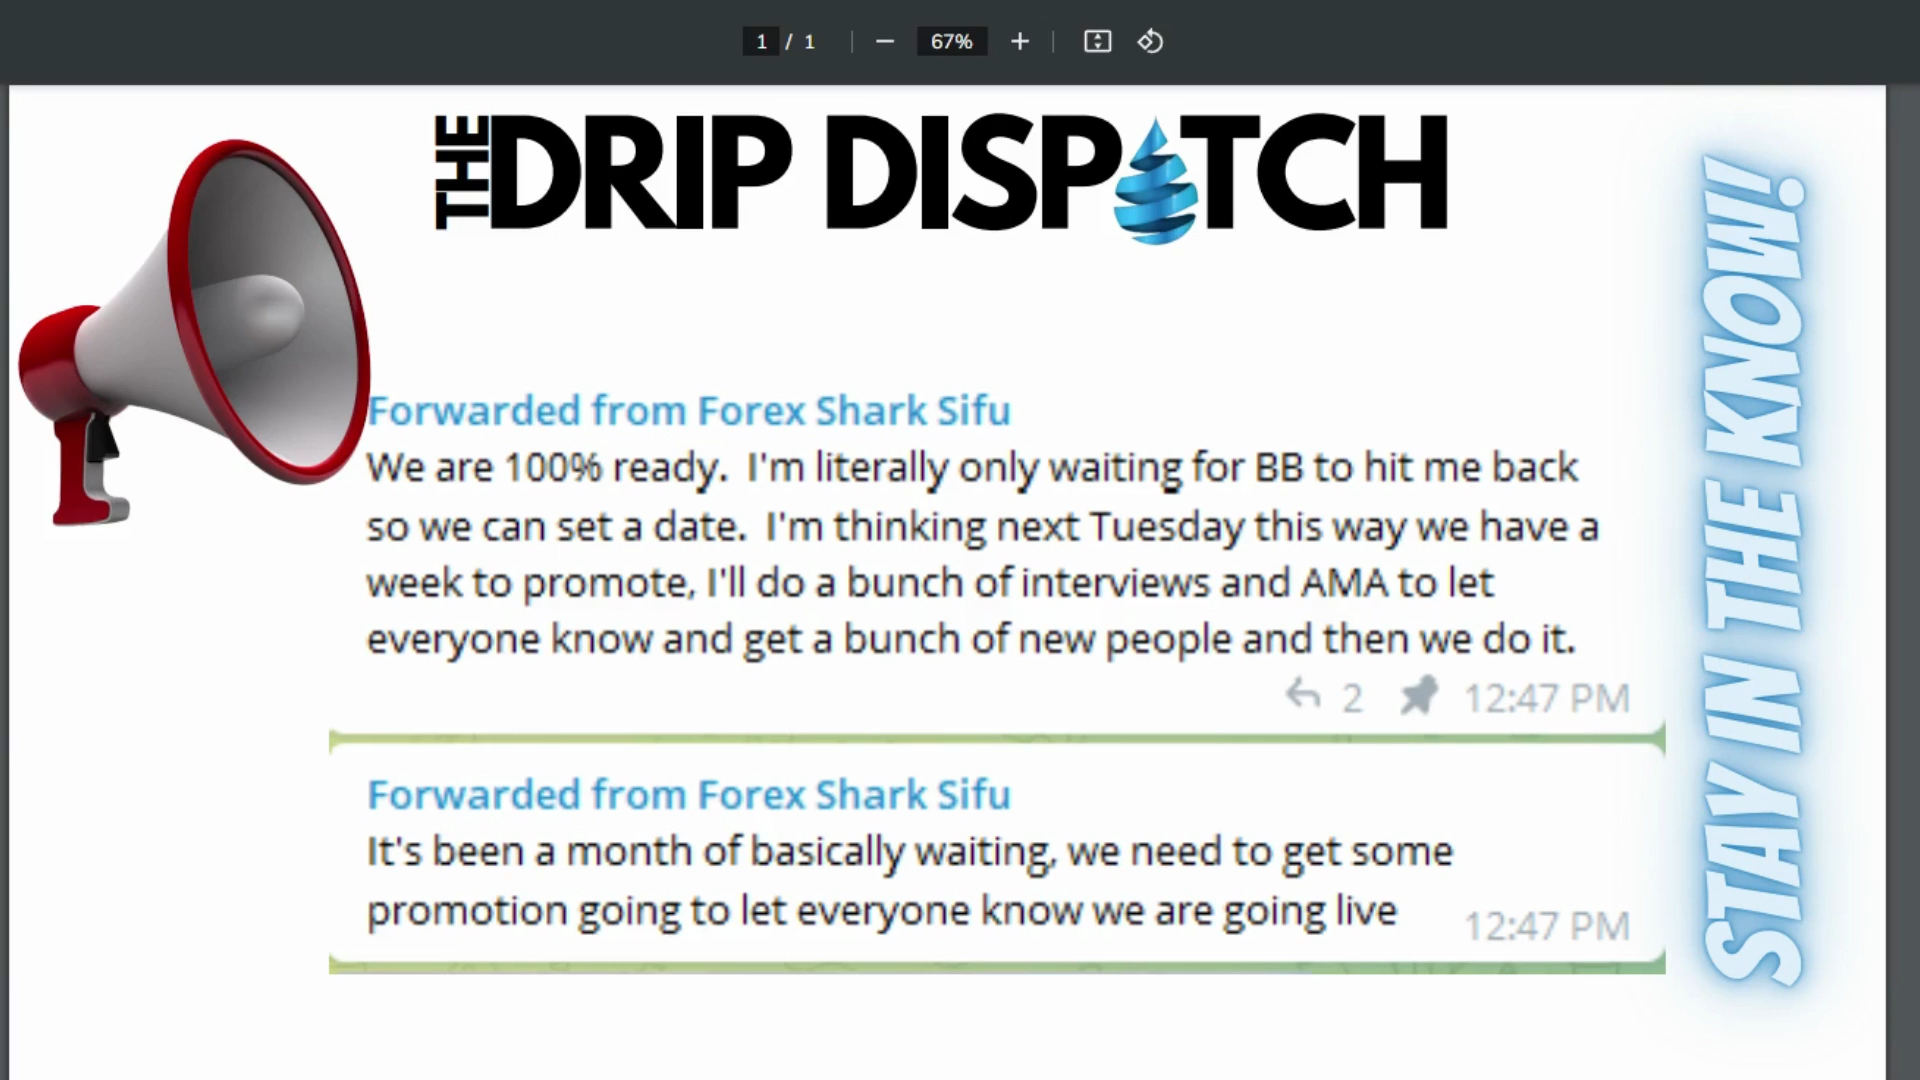 1 / 1 67%
THE DRIP DISPATCH
Forwarded from Forex Shark Sifu
We are 100% ready. I'm literally only waiting for BB to hit me back
so we can set a date. I'm thinking next Tuesday this way we have a
week to promote, I'll do a bunch of interviews and AMA to let
everyone know and get a bunch of new people and then we do it.
2 12:47 PM
Forwarded from Forex Shark Sifu
It's been a month of basically waiting, we need to get some
promotion going to let everyone know we are going live
12:47 PM
STAY IN THE KNOW!